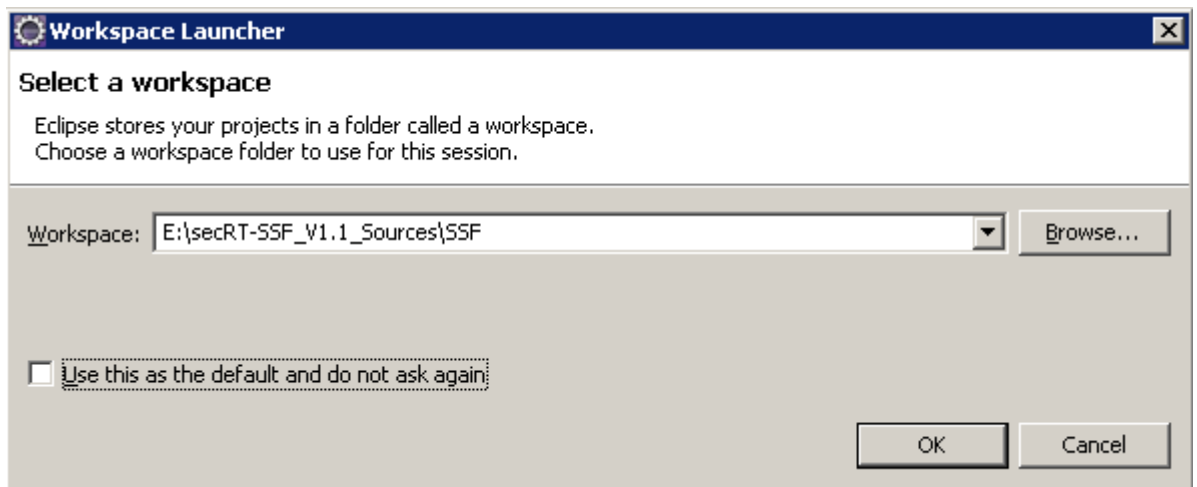 Workspace Launcher
Select a workspace
Eclipse stores your projects in a folder called a workspace.
Choose a workspace folder to use for this session.
Workspace: E:\secRT-SSF_V1.1_Sources\SSF Browse...
Use this as the default and do not ask again
OK Cancel